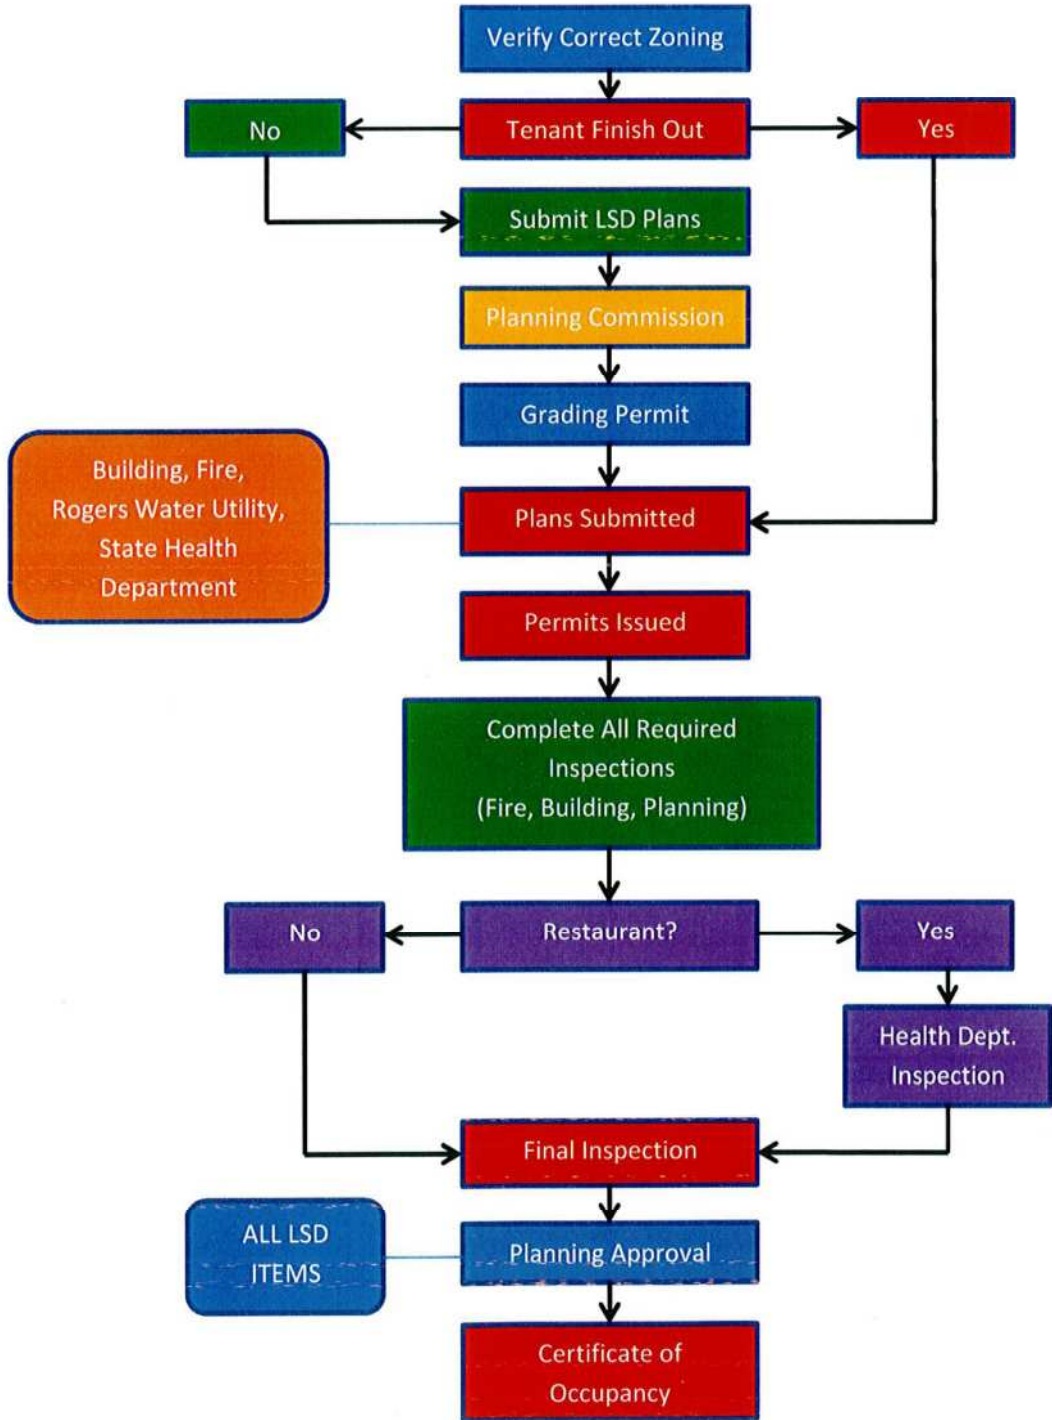 Verify Correct Zoning
No
Tenant Finish Out
Yes
Submit LSD Plans
Planning Commission
Grading Permit
Building, Fire,
Rogers Water Utility,
State Health
Department
Plans Submitted
Permits Issued
Complete All Required
Inspections
(Fire, Building, Planning)
No
Restaurant?
Yes
Health Dept.
Inspection
Final Inspection
ALL LSD
ITEMS
Planning Approval
Certificate of
Occupancy